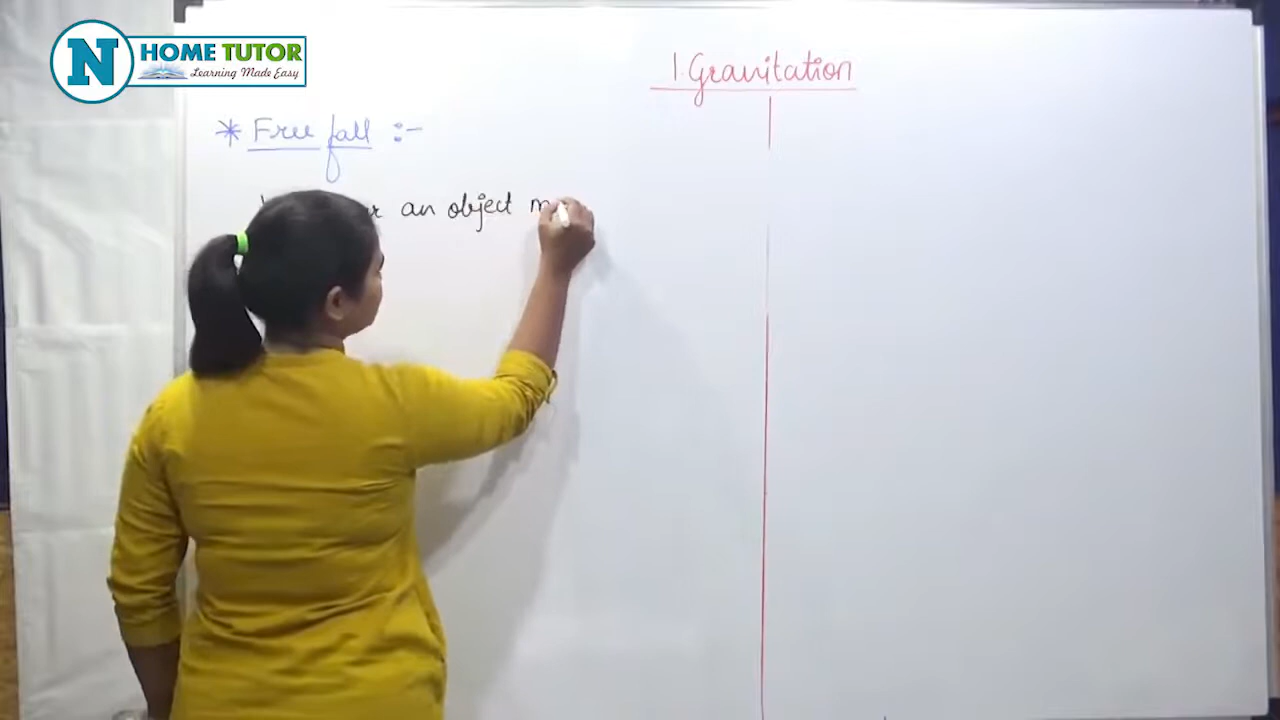 N HOME TUTOR
Learning Made Easy
1. Gravitation
* Free fall :-
an object